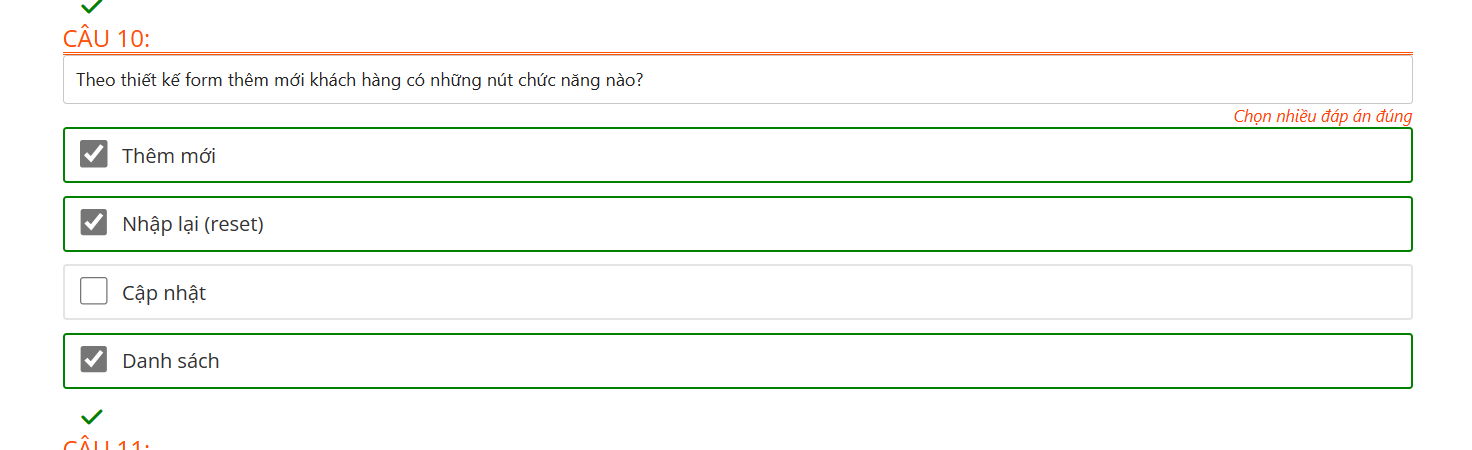 CÂU 10:
Theo thiết kế form thêm mới khách hàng có những nút chức năng nào?
Chọn nhiều đáp án đúng
Thêm mới
Nhập lại (reset)
Cập nhật
Danh sách
CÂU 11: